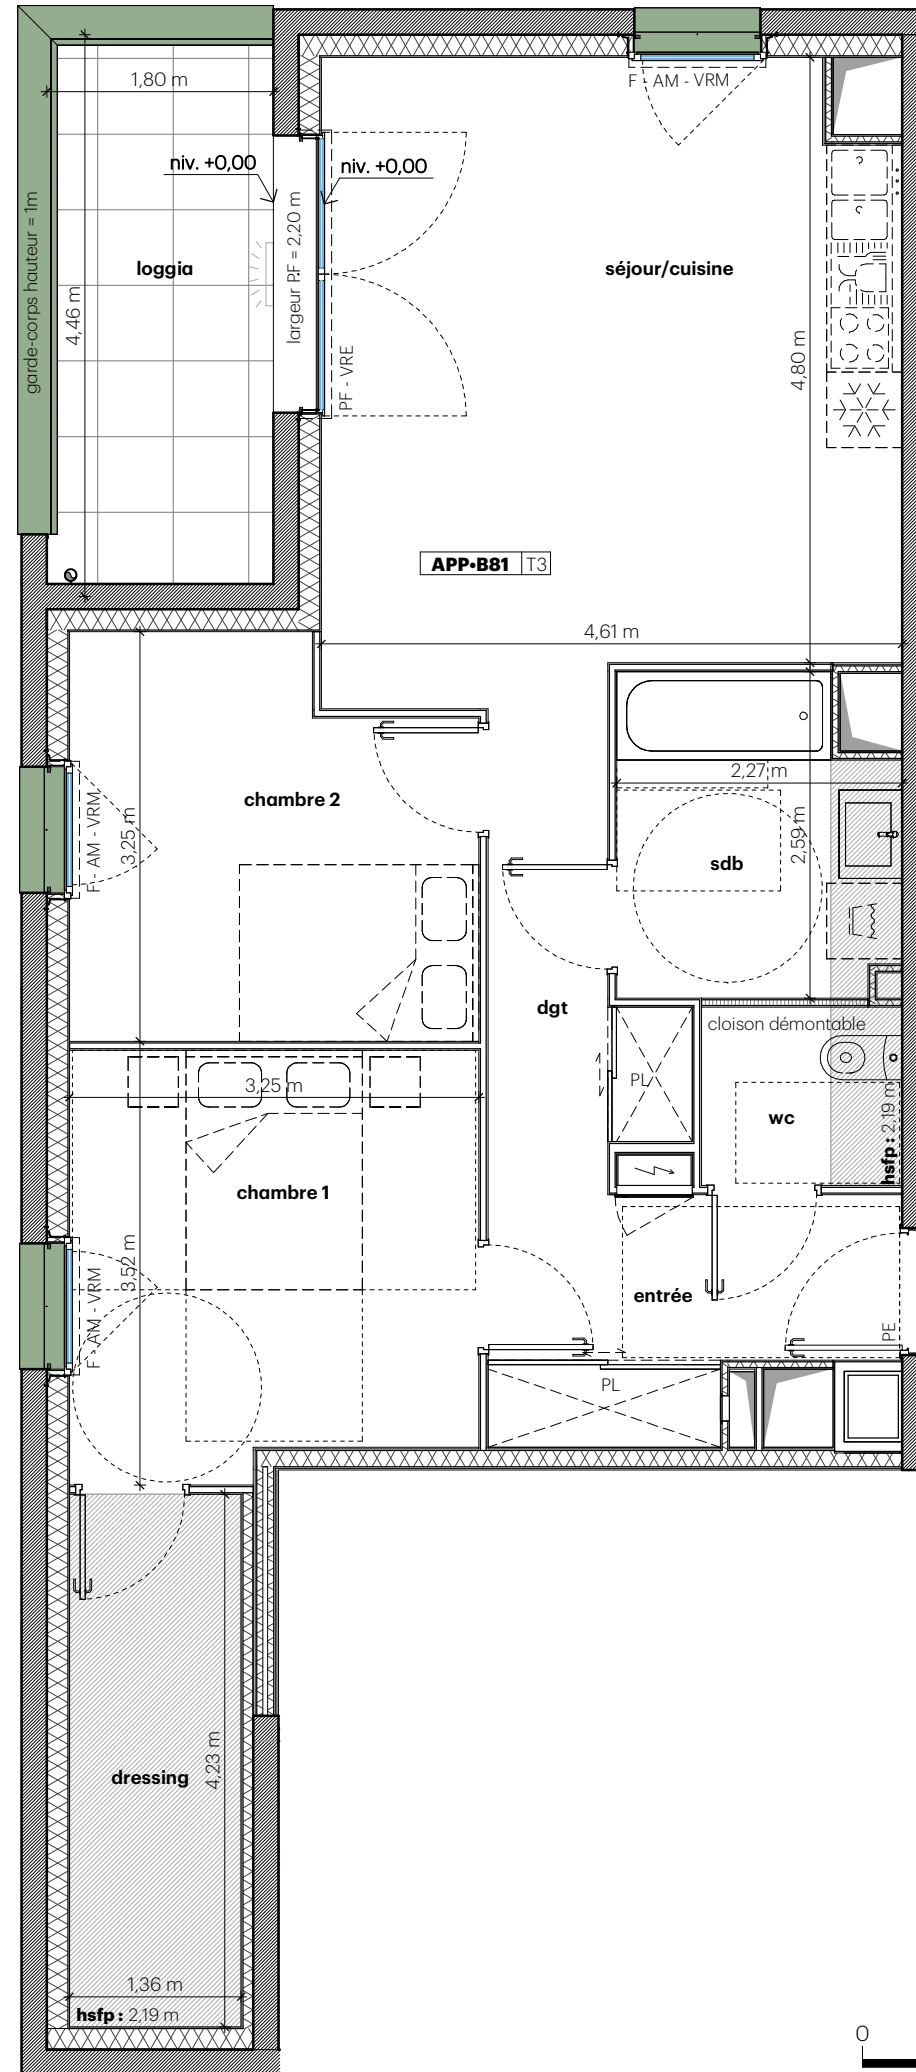 1,80 m
F - AM - VRM
niv. +0,00
niv. +0,00
garde-corps hauteur = 1m
4,46 m
loggia
largeur PF = 2,20 m
PF - VRE
séjour/cuisine
4,80 m
APP•B81 T3
4,61 m
chambre 2
F - AM - VRM
3,25 m
2,27 m
2,59 m
sdb
dgt
cloison démontable
PL
3,25 m
wc
hsfp : 2,19 m
chambre 1
F - AM - VRM
3,52 m
entrée
PE
PL
dressing
4,23 m
1,36 m
hsfp : 2,19 m
0